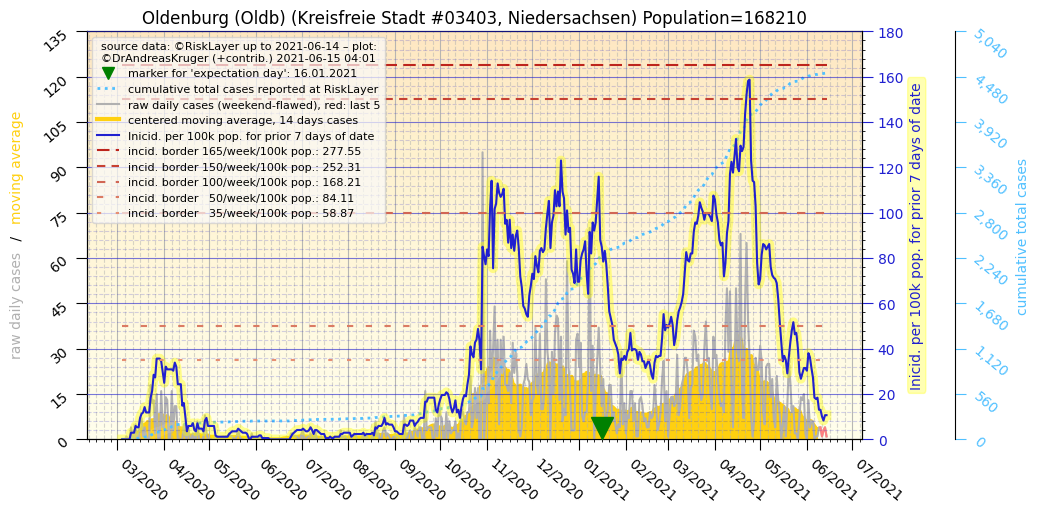 Oldenburg (Oldb) (Kreisfreie Stadt #03403, Niedersachsen) Population=168210
source data: ©RiskLayer up to 2021-06-14 – plot:
©DrAndreasKruger (+contrib.) 2021-06-15 04:01
marker for 'expectation day': 16.01.2021
cumulative total cases reported at RiskLayer
raw daily cases (weekend-flawed), red: last 5
centered moving average, 14 days cases
Inicid. per 100k pop. for prior 7 days of date
incid. border 165/week/100k pop.: 277.55
incid. border 150/week/100k pop.: 252.31
incid. border 100/week/100k pop.: 168.21
incid. border   50/week/100k pop.: 84.11
incid. border   35/week/100k pop.: 58.87
raw daily cases   /   moving average
135
120
105
90
75
60
45
30
15
0
180
160
140
120
100
80
60
40
20
0
Inicid. per 100k pop. for prior 7 days of date
5,040
4,480
3,920
3,360
2,800
2,240
1,680
1,120
560
0
cumulative total cases
03/2020
04/2020
05/2020
06/2020
07/2020
08/2020
09/2020
10/2020
11/2020
12/2020
01/2021
02/2021
03/2021
04/2021
05/2021
06/2021
07/2021